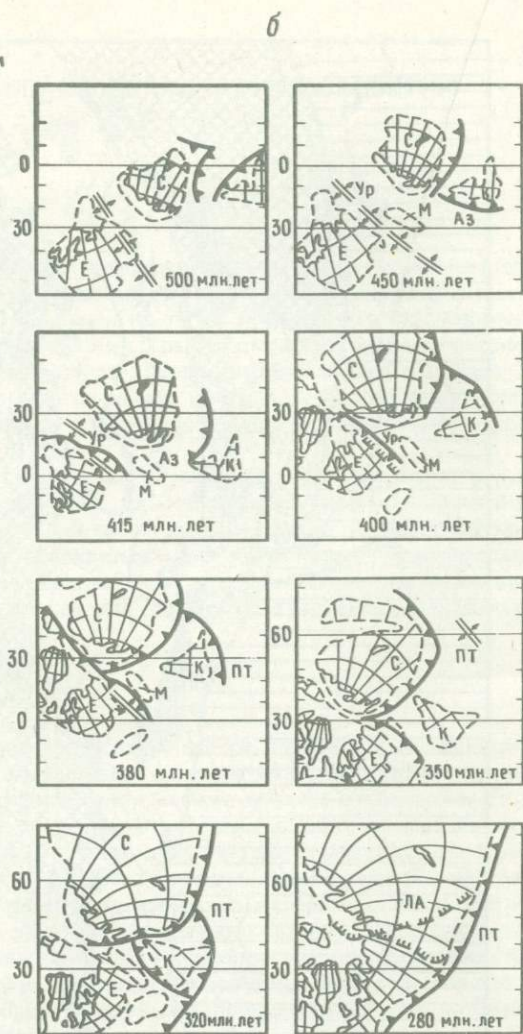 б
0
30
С
Е
500 млн. лет
0
30
С
Ур
М
Аз
Е
450 млн. лет
30
0
С
Ур
Аз
К
Е
М
415 млн. лет
30
0
С
Ур
К
Е
М
400 млн. лет
30
0
С
К
ПТ
Е
М
380 млн. лет
60
30
С
ПТ
К
Е
350 млн. лет
60
30
С
ПТ
К
Е
320 млн. лет
60
30
ЛА
ПТ
280 млн. лет